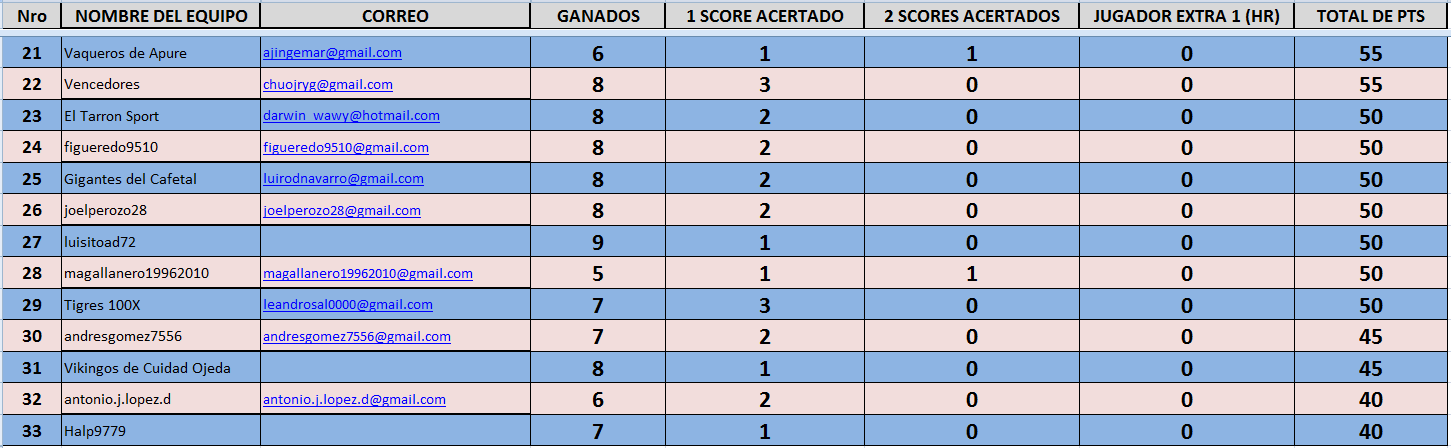 Nro NOMBRE DEL EQUIPO CORREO GANADOS 1 SCORE ACERTADO 2 SCORES ACERTADOS JUGADOR EXTRA 1 (HR) TOTAL DE PTS
21 Vaqueros de Apure ajingemar@gmail.com 6 1 1 0 55
22 Vencedores chuojryg@gmail.com 8 3 0 0 55
23 El Tarron Sport darwin_wawy@hotmail.com 8 2 0 0 50
24 figueredo9510 figueredo9510@gmail.com 8 2 0 0 50
25 Gigantes del Cafetal luirodnavarro@gmail.com 8 2 0 0 50
26 joelperozo28 joelperozo28@gmail.com 8 2 0 0 50
27 luisitoad72 9 1 0 0 50
28 magallanero19962010 magallanero19962010@gmail.com 5 1 1 0 50
29 Tigres 100X leandrosal0000@gmail.com 7 3 0 0 50
30 andresgomez7556 andresgomez7556@gmail.com 7 2 0 0 45
31 Vikingos de Cuidad Ojeda 8 1 0 0 45
32 antonio.j.lopez.d antonio.j.lopez.d@gmail.com 6 2 0 0 40
33 Halp9779 7 1 0 0 40